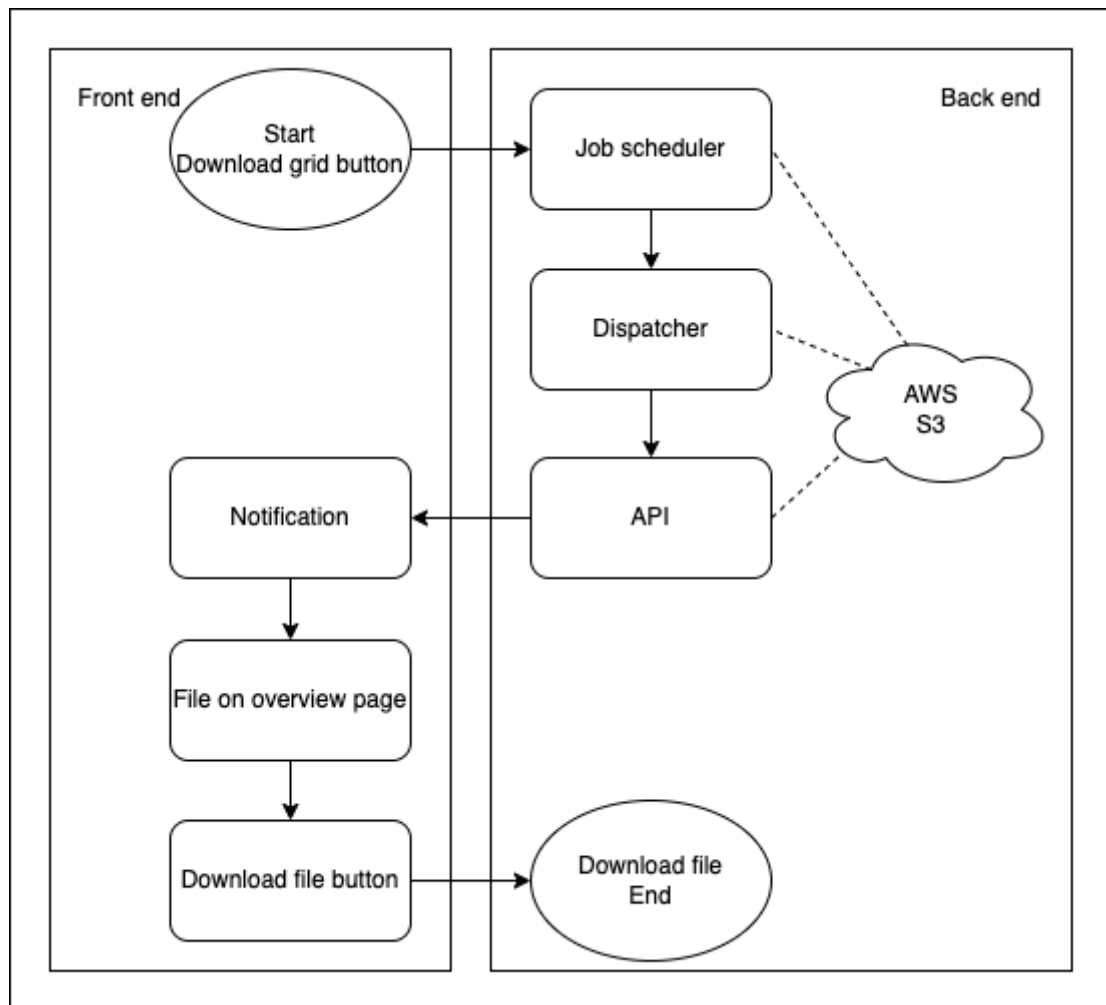 Front end
Start
Download grid button
Job scheduler
Back end
Dispatcher
AWS
S3
Notification
API
File on overview page
Download file button
Download file
End